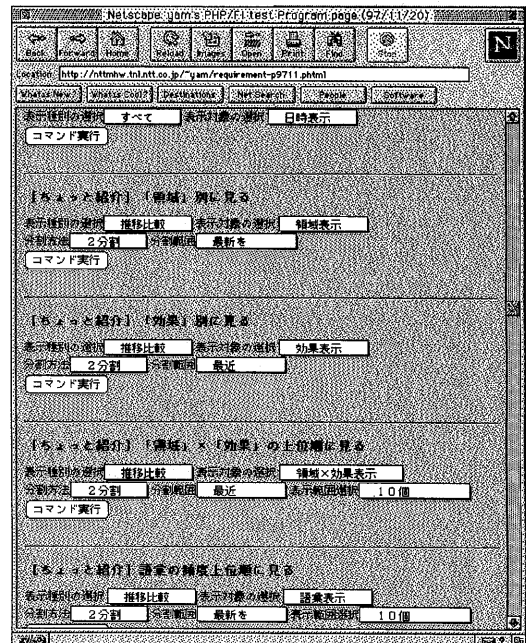 Netscape: yam's PHP/FI test Program page (97/11/20)
Back Forward Home Reload Images Open Print Find Stop
N
Location: http://nttmhw.tnl.ntt.co.jp/~yam/requirement-p9711.phtml
What's New? What's Cool? Destinations Net Search People Software
表示種別の選択 すべて 表示対象の選択 日時表示
コマンド実行
【ちょっと紹介】「領域」別に見る
表示種別の選択 推移比較 表示対象の選択 領域表示
分割方法 2分割 分割範囲 最新を
コマンド実行
【ちょっと紹介】「効果」別に見る
表示種別の選択 推移比較 表示対象の選択 効果表示
分割方法 2分割 分割範囲 最近
コマンド実行
【ちょっと紹介】「領域」×「効果」の上位順に見る
表示種別の選択 推移比較 表示対象の選択 領域×効果表示
分割方法 2分割 分割範囲 最近 表示範囲選択 10個
コマンド実行
【ちょっと紹介】語彙の頻度上位順に見る
表示種別の選択 推移比較 表示対象の選択 語彙表示
分割方法 2分割 分割範囲 最新を 表示範囲選択 10個